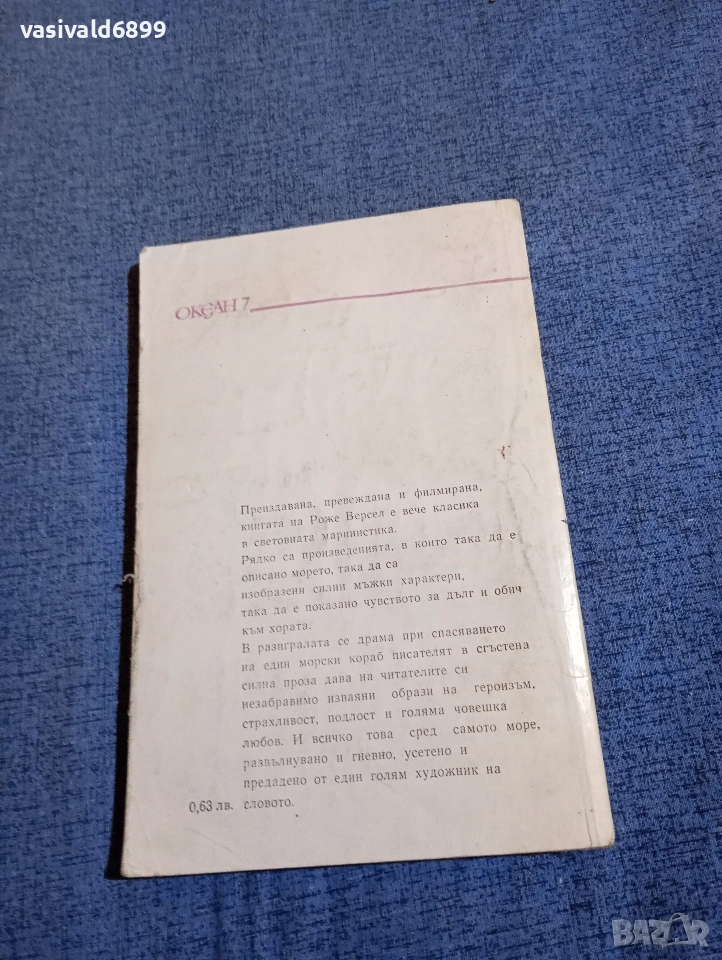 vasivald6899
ОКЕАН 7
Преиздавана, превеждана и филмирана,
книгата на Роже Версел е вече класика
в световната маринистика.
Рядко са произведенията, в които така да е
описано морето, така да са
изобразени силни мъжки характери,
така да е показано чувството за дълг и обич
към хората.
В разигралата се драма при спасяването
на един морски кораб писателят в сгъстена
силна проза дава на читателите си
незабравимо изваяни образи на героизъм,
страхливост, подлост и голяма човешка
любов. И всичко това сред самото море,
развълнувано и гневно, усетено и
предадено от един голям художник на
0,63 лв. словото.
BAZAR